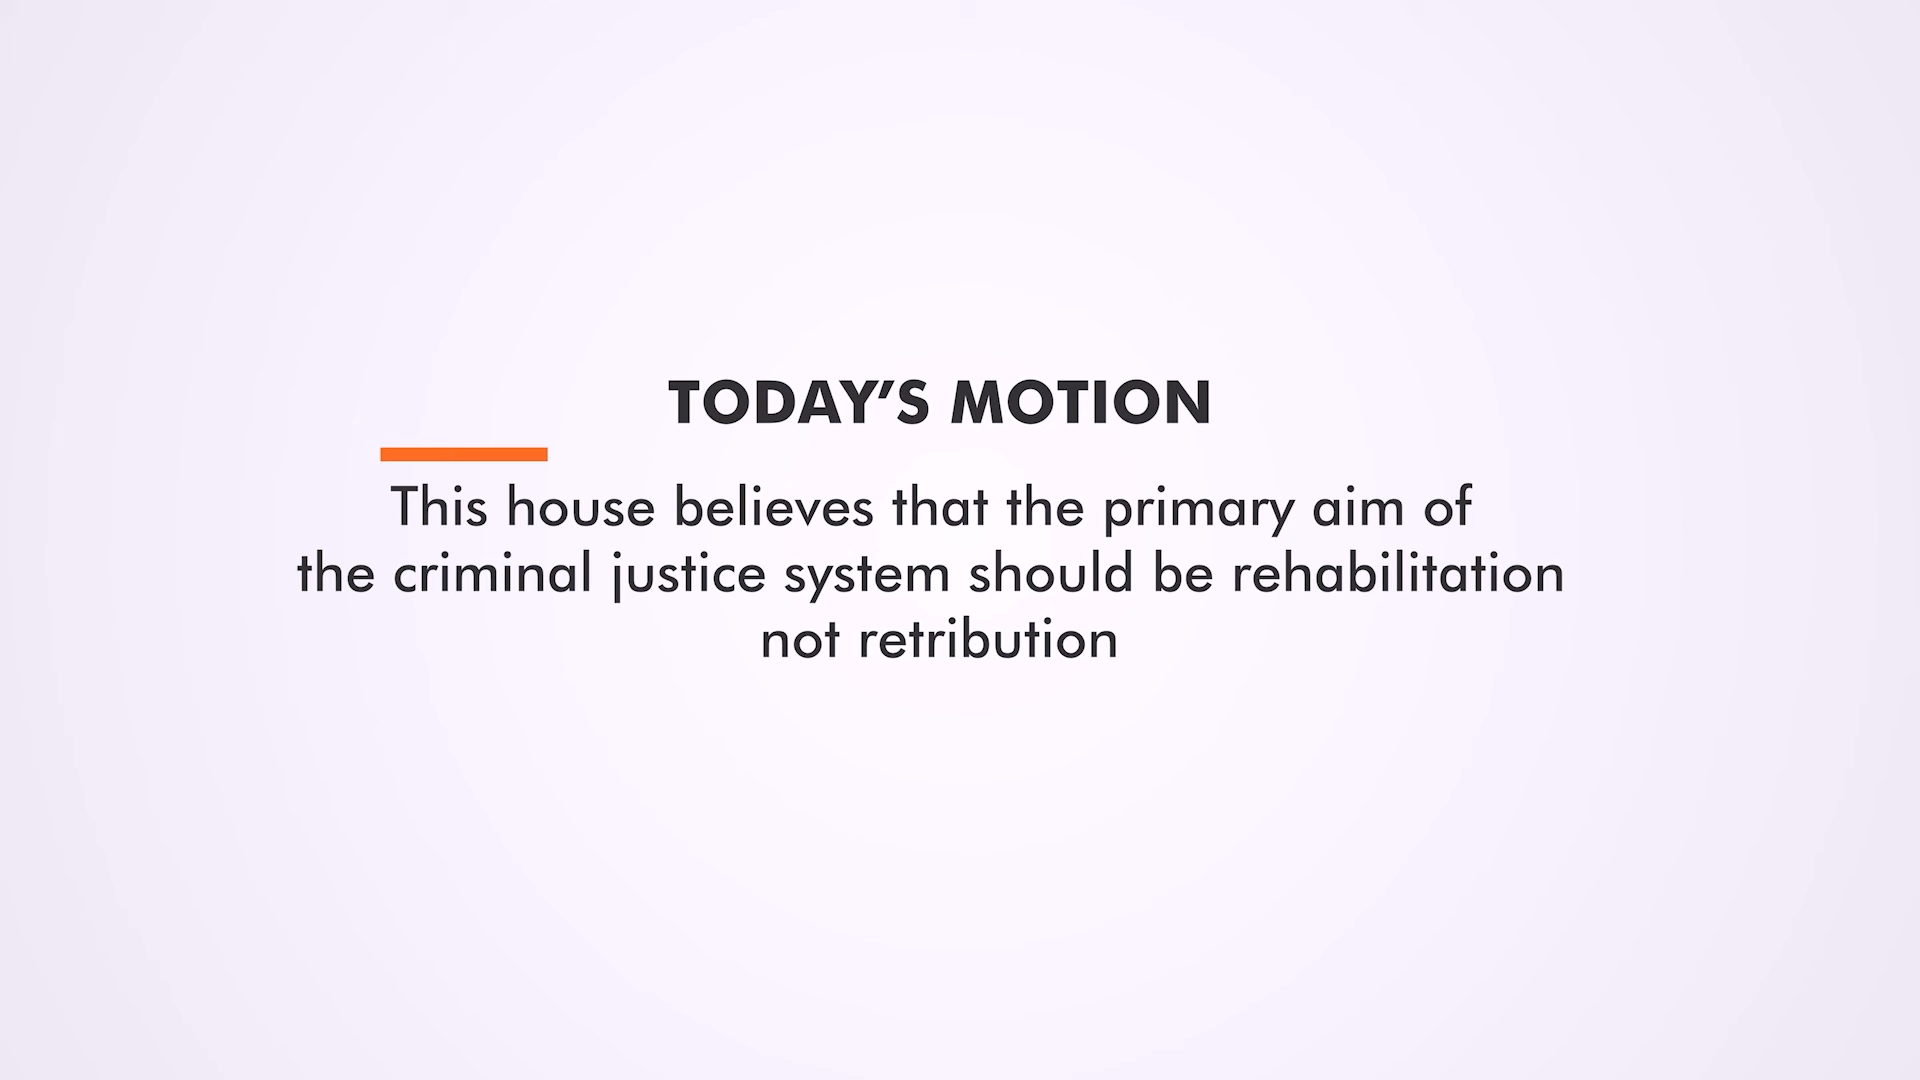 TODAY’S MOTION
This house believes that the primary aim of
the criminal justice system should be rehabilitation
not retribution